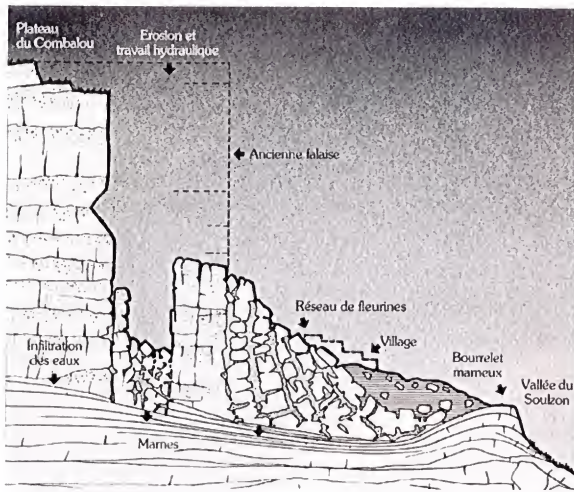 Plateau
du Combalou
Erosion et
travail hydraulique
Ancienne falaise
Réseau de fleurines
Village
Infiltration
des eaux
Bourrelet
marneux
Vallée du
Soulzon
Marnes